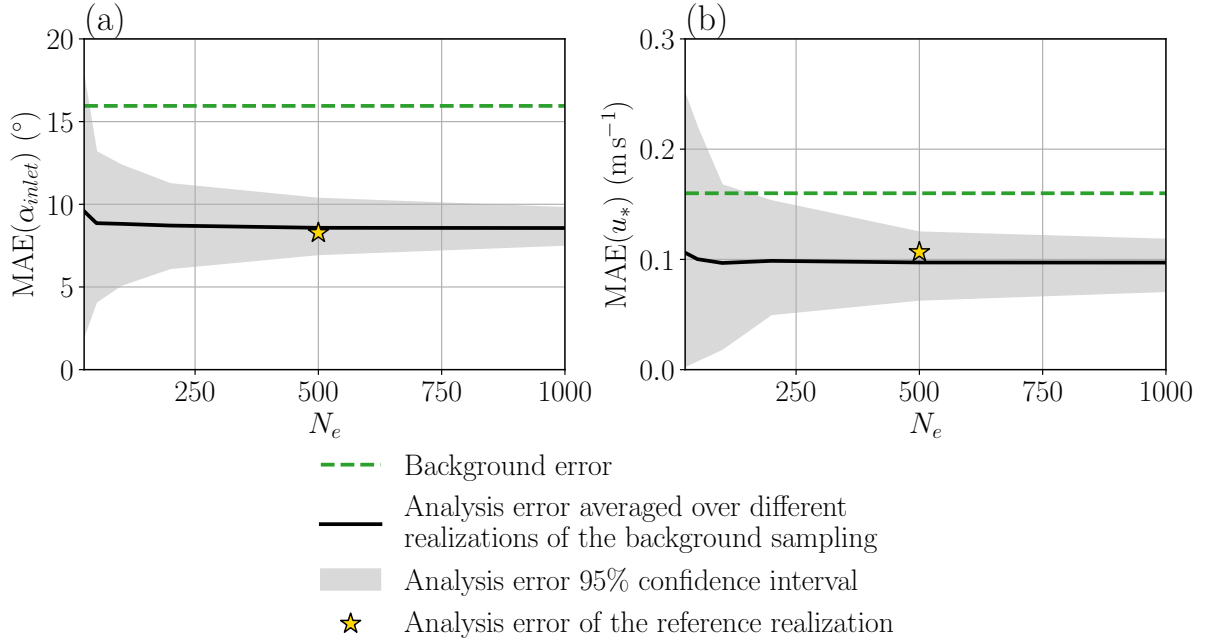 (a)
20
15
10
5
0
MAE(α_inlet) (°)
250 500 750 1000
N_e
(b)
0.3
0.2
0.1
0.0
MAE(u_*) (m s⁻¹)
250 500 750 1000
N_e
Background error
Analysis error averaged over different
realizations of the background sampling
Analysis error 95% confidence interval
Analysis error of the reference realization